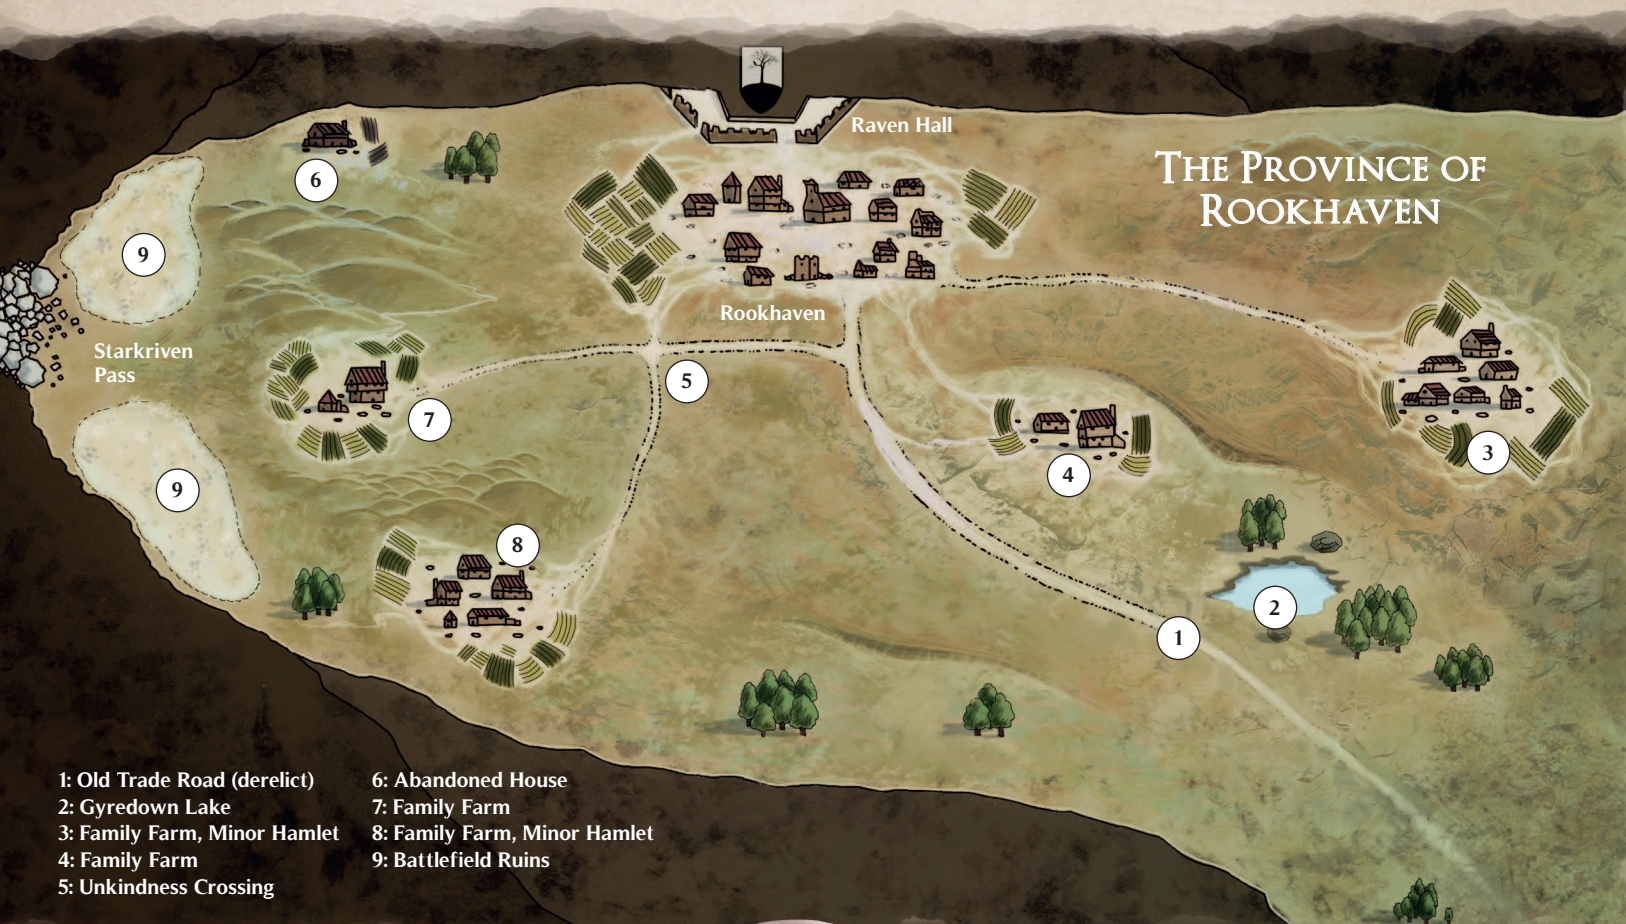 Raven Hall
THE PROVINCE OF
ROOKHAVEN
6
9
Rookhaven
Starkriven
Pass
5
7
4
3
9
8
2
1
1: Old Trade Road (derelict)
2: Gyredown Lake
3: Family Farm, Minor Hamlet
4: Family Farm
5: Unkindness Crossing
6: Abandoned House
7: Family Farm
8: Family Farm, Minor Hamlet
9: Battlefield Ruins